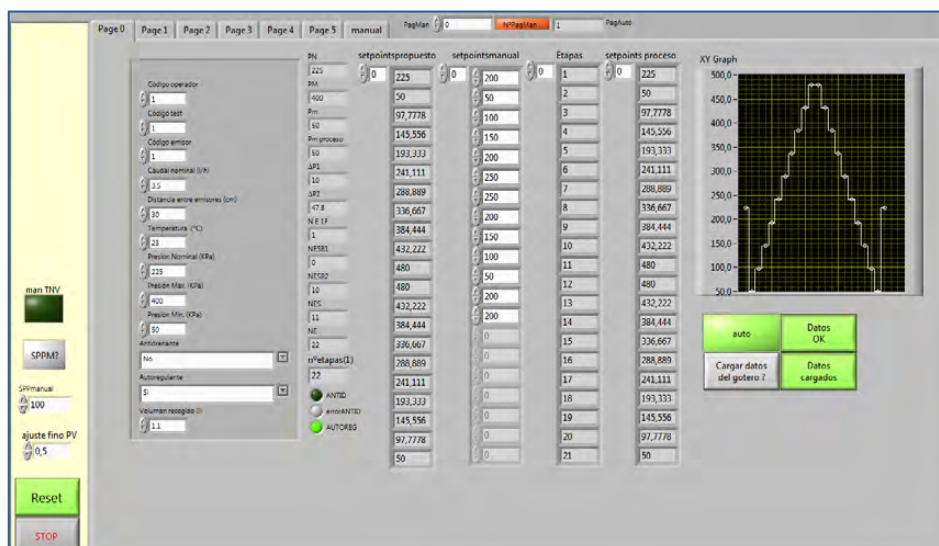 Page 0 Page 1 Page 2 Page 3 Page 4 Page 5 manual
PagMan 0 NºPagMan 1 PagAuto
Código operador
1
Código test
1
Código emisor
1
Caudal nominal (l/h)
3.5
Distancia entre emisores (cm)
30
Temperatura (°C)
23
Presion Nominal (KPa)
225
Presión Max. (KPa)
400
Presión Min. (KPa)
50
Antidrenante
No
Autoregulante
Si
Volumen recogido
1.1
man TNV
SPPM?
SPPmanual
100
ajuste fino PV
0,5
Reset
STOP
PN
225
PM
400
Pm
50
Pm proceso
50
ΔP1
10
ΔP2
47.8
N.E 1F
1
NESB1
0
NESB2
10
NES
11
NE
22
nºetapas(1)
22
ANTID
errorANTID
AUTOREG
setpointspropuesto
0
225
50
97,7778
145,556
193,333
241,111
288,889
336,667
384,444
432,222
480
480
432,222
384,444
336,667
288,889
241,111
193,333
145,556
97,7778
50
setpointsmanual
0
200
50
100
150
200
250
250
200
150
100
50
200
200
0
0
0
0
0
0
0
0
Etapas
0
1
2
3
4
5
6
7
8
9
10
11
12
13
14
15
16
17
18
19
20
21
setpoints proceso
0
225
50
97,7778
145,556
193,333
241,111
288,889
336,667
384,444
432,222
480
480
432,222
384,444
336,667
288,889
241,111
193,333
145,556
97,7778
50
XY Graph
500,0
450,0
400,0
350,0
300,0
250,0
200,0
150,0
100,0
50,0
auto
Datos
OK
Cargar datos
del gotero ?
Datos
cargados